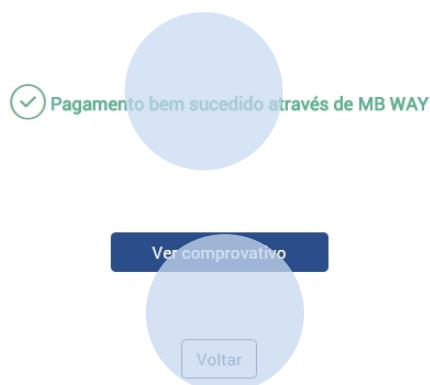 Pagamento bem sucedido através de MB WAY
Ver comprovativo
Voltar